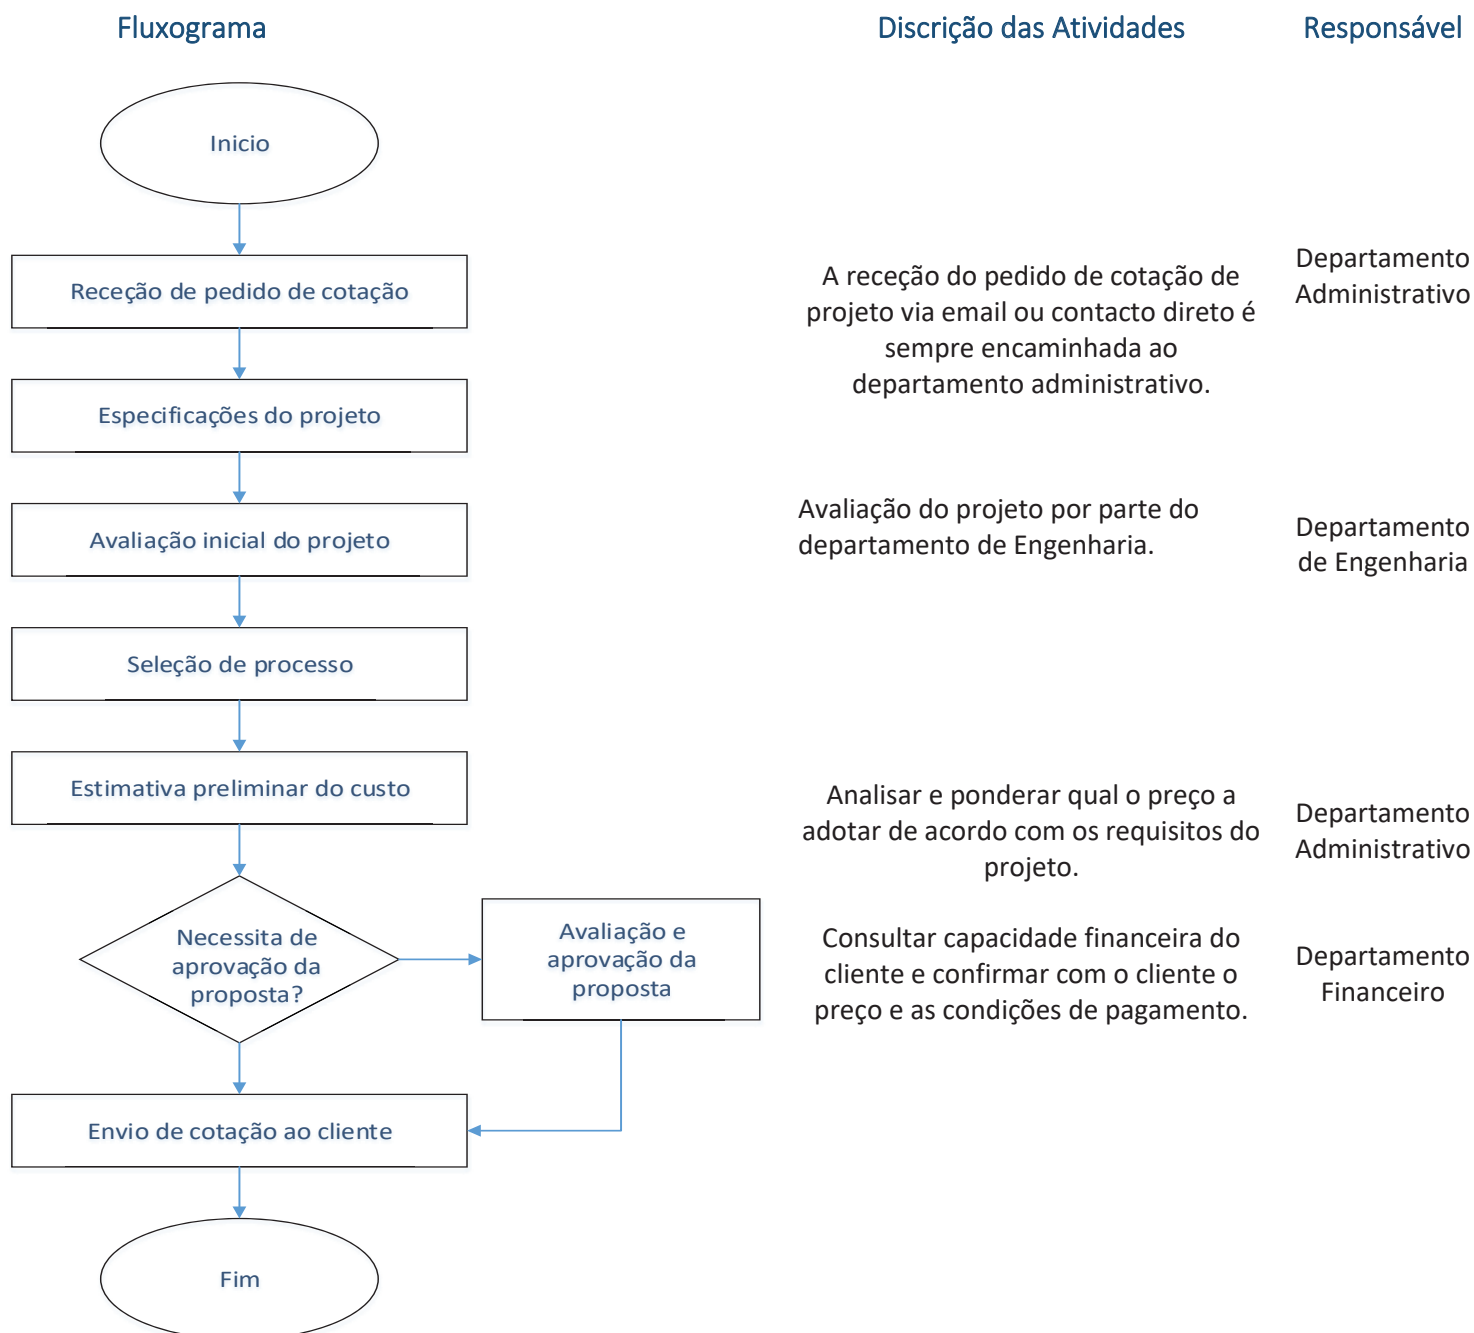 Fluxograma
Discrição das Atividades
Responsável
Inicio
Receção de pedido de cotação
A receção do pedido de cotação de
projeto via email ou contacto direto é
sempre encaminhada ao
departamento administrativo.
Departamento
Administrativo
Especificações do projeto
Avaliação inicial do projeto
Avaliação do projeto por parte do
departamento de Engenharia.
Departamento
de Engenharia
Seleção de processo
Estimativa preliminar do custo
Analisar e ponderar qual o preço a
adotar de acordo com os requisitos do
projeto.
Departamento
Administrativo
Necessita de
aprovação da
proposta?
Avaliação e
aprovação da
proposta
Consultar capacidade financeira do
cliente e confirmar com o cliente o
preço e as condições de pagamento.
Departamento
Financeiro
Envio de cotação ao cliente
Fim